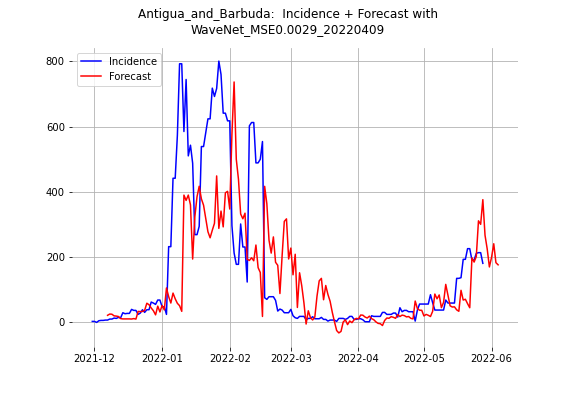 Antigua_and_Barbuda:  Incidence + Forecast with
WaveNet_MSE0.0029_20220409
Incidence
Forecast
800
600
400
200
0
2021-12 2022-01 2022-02 2022-03 2022-04 2022-05 2022-06